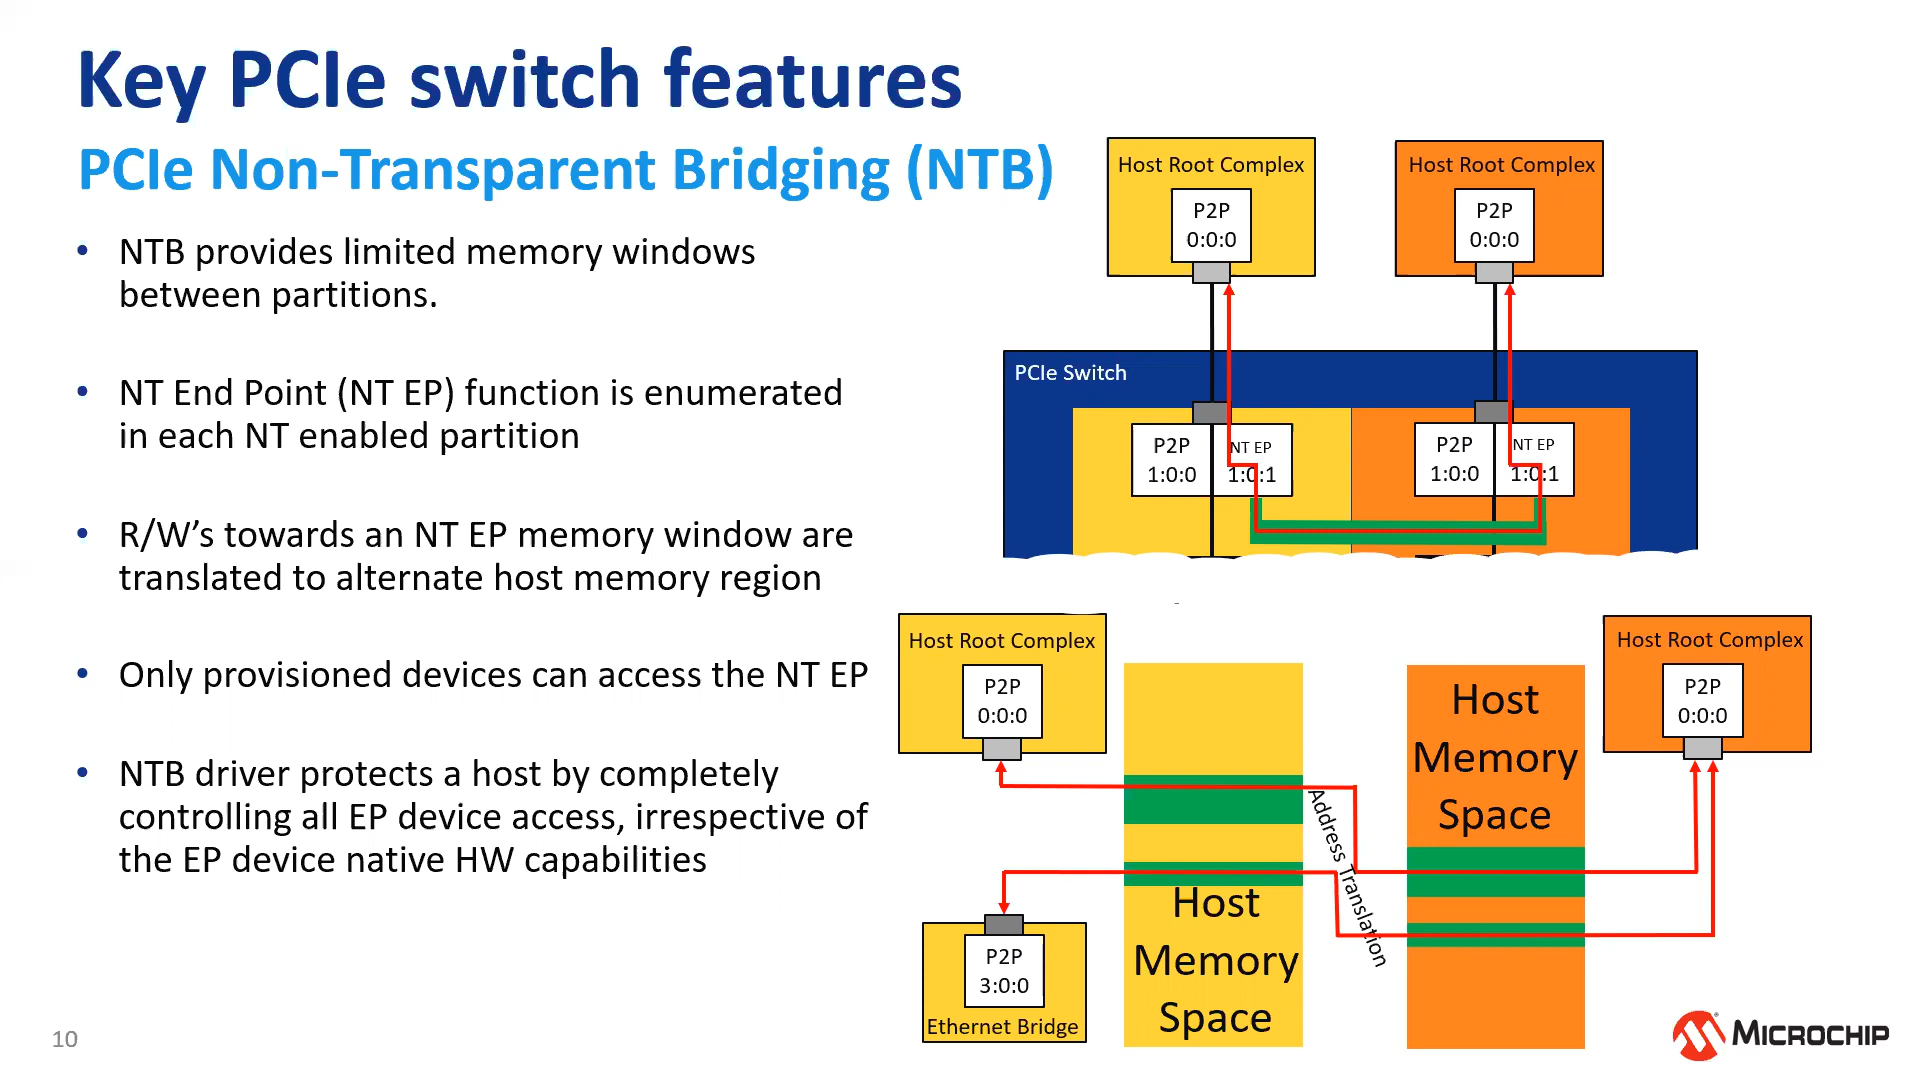 Key PCIe switch features
PCIe Non-Transparent Bridging (NTB)
• NTB provides limited memory windows
between partitions.
• NT End Point (NT EP) function is enumerated
in each NT enabled partition
• R/W’s towards an NT EP memory window are
translated to alternate host memory region
• Only provisioned devices can access the NT EP
• NTB driver protects a host by completely
controlling all EP device access, irrespective of
the EP device native HW capabilities
Host Root Complex
P2P
0:0:0
Host Root Complex
P2P
0:0:0
PCIe Switch
P2P
1:0:0
NT EP
1:0:1
P2P
1:0:0
NT EP
1:0:1
Host Root Complex
P2P
0:0:0
Host Root Complex
P2P
0:0:0
Host
Memory
Space
Address Translation
Host
Memory
Space
P2P
3:0:0
Ethernet Bridge
10
MICROCHIP